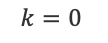 k = 0